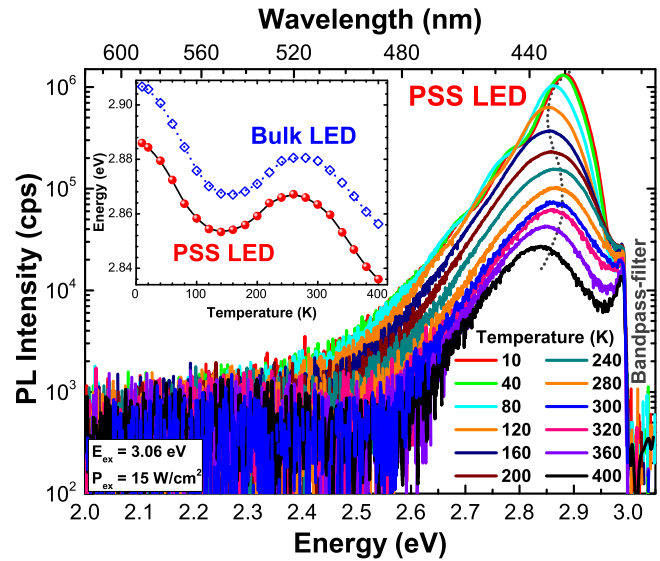 Wavelength (nm)
600 560 520 480 440
PSS LED
Bulk LED
PSS LED
Energy (eV)
2.90
2.88
2.86
2.84
0 100 200 300 400
Temperature (K)
PL Intensity (cps)
10⁶
10⁵
10⁴
10³
10²
Bandpass-filter
Temperature (K)
10 240
40 280
80 300
120 320
160 360
200 400
E_ex = 3.06 eV
P_ex = 15 W/cm²
2.0 2.1 2.2 2.3 2.4 2.5 2.6 2.7 2.8 2.9 3.0
Energy (eV)